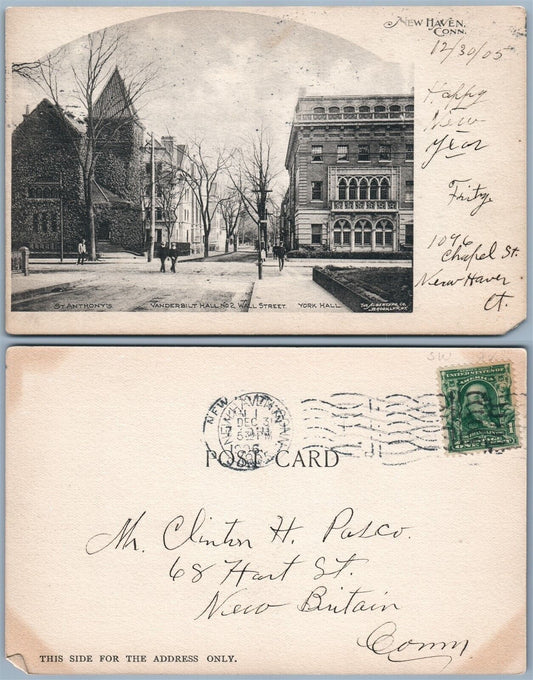 New Haven,
Conn.
12/30/05
Happy
New
Year
Fritz
1096
Chapel St.
New Haven
Ct.
St. Anthony's Vanderbilt Hall No 2, Wall Street. York Hall
The Albertype Co.
Brooklyn, N.Y.
NEW
1905
UNITED STATES OF
AMERICA
POST CARD
Mr. Clinton H. Pasco.
68 Hart St.
New Britain
Conn
THIS SIDE FOR THE ADDRESS ONLY.